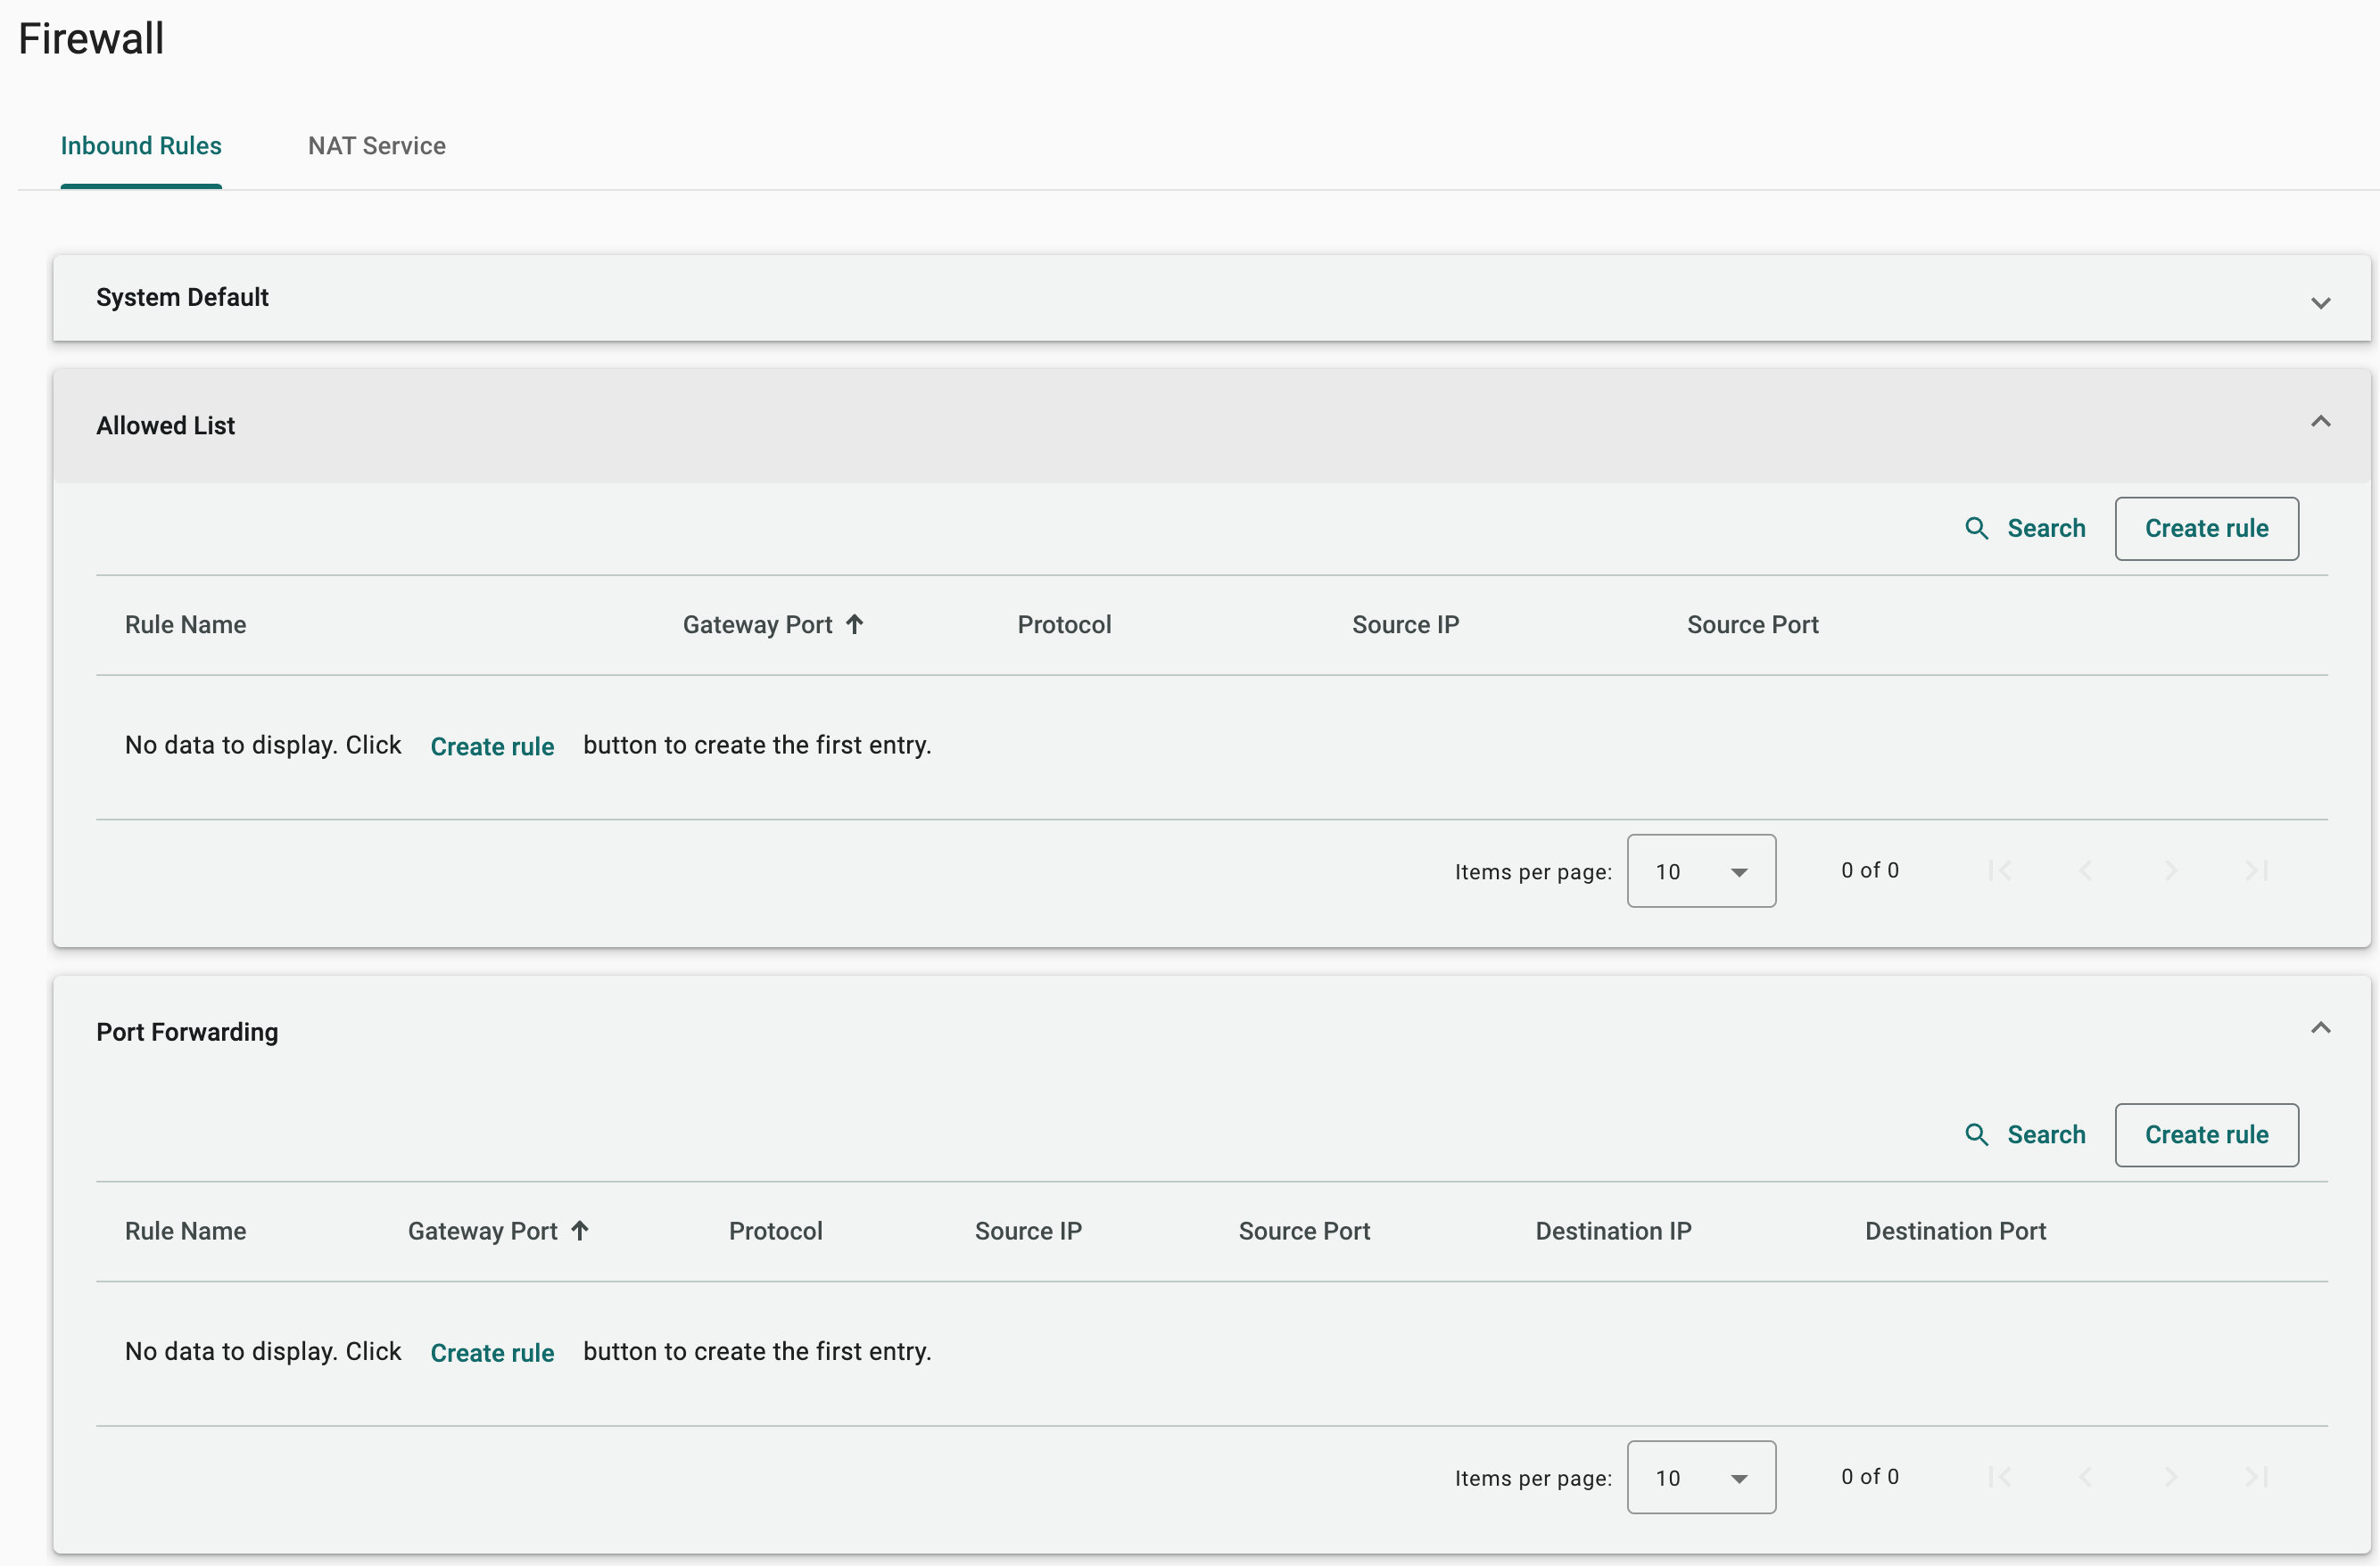 Firewall
Inbound Rules NAT Service
System Default
Allowed List
Search Create rule
Rule Name Gateway Port Protocol Source IP Source Port
No data to display. Click Create rule button to create the first entry.
Items per page: 10 0 of 0
Port Forwarding
Search Create rule
Rule Name Gateway Port Protocol Source IP Source Port Destination IP Destination Port
No data to display. Click Create rule button to create the first entry.
Items per page: 10 0 of 0